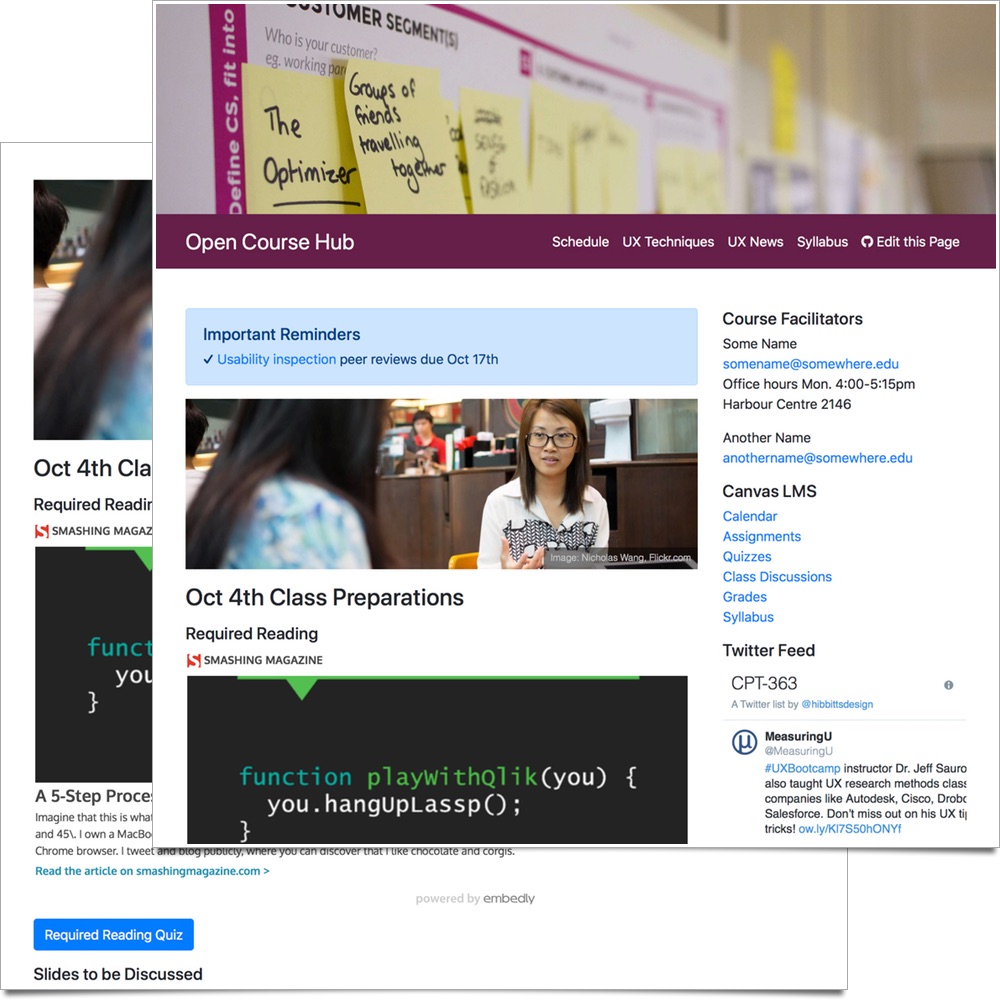 CUSTOMER SEGMENT(S)
Who is your customer?
eg. working
Define CS, fit into
The
Optimizer
Groups of
friends
travelling
together
Open Course Hub
Schedule UX Techniques UX News Syllabus Edit this Page
Important Reminders
✓ Usability inspection peer reviews due Oct 17th
Image: Nicholas Wang, Flickr.com
Oct 4th Class Preparations
Required Reading
SMASHING MAGAZINE
function playWithQlik(you) {
you.hangUpLassp();
}
Course Facilitators
Some Name
somename@somewhere.edu
Office hours Mon. 4:00-5:15pm
Harbour Centre 2146
Another Name
anothername@somewhere.edu
Canvas LMS
Calendar
Assignments
Quizzes
Class Discussions
Grades
Syllabus
Twitter Feed
CPT-363
A Twitter list by @hibbittsdesign
MeasuringU
@MeasuringU
#UXBootcamp instructor Dr. Jeff Sauro
also taught UX research methods clas
companies like Autodesk, Cisco, Drobo
Salesforce. Don't miss out on his UX ti
tricks! ow.ly/Kl7S50hONYf
Oct 4th Cla
Required Readin
SMASHING MAGAZ
funct
you
}
A 5-Step Proces
Imagine that this is what
and 45\. I own a MacBo
Chrome browser. I tweet and blog publicly, where you can discover that I like chocolate and corgis.
Read the article on smashingmagazine.com >
powered by embedly
Required Reading Quiz
Slides to be Discussed